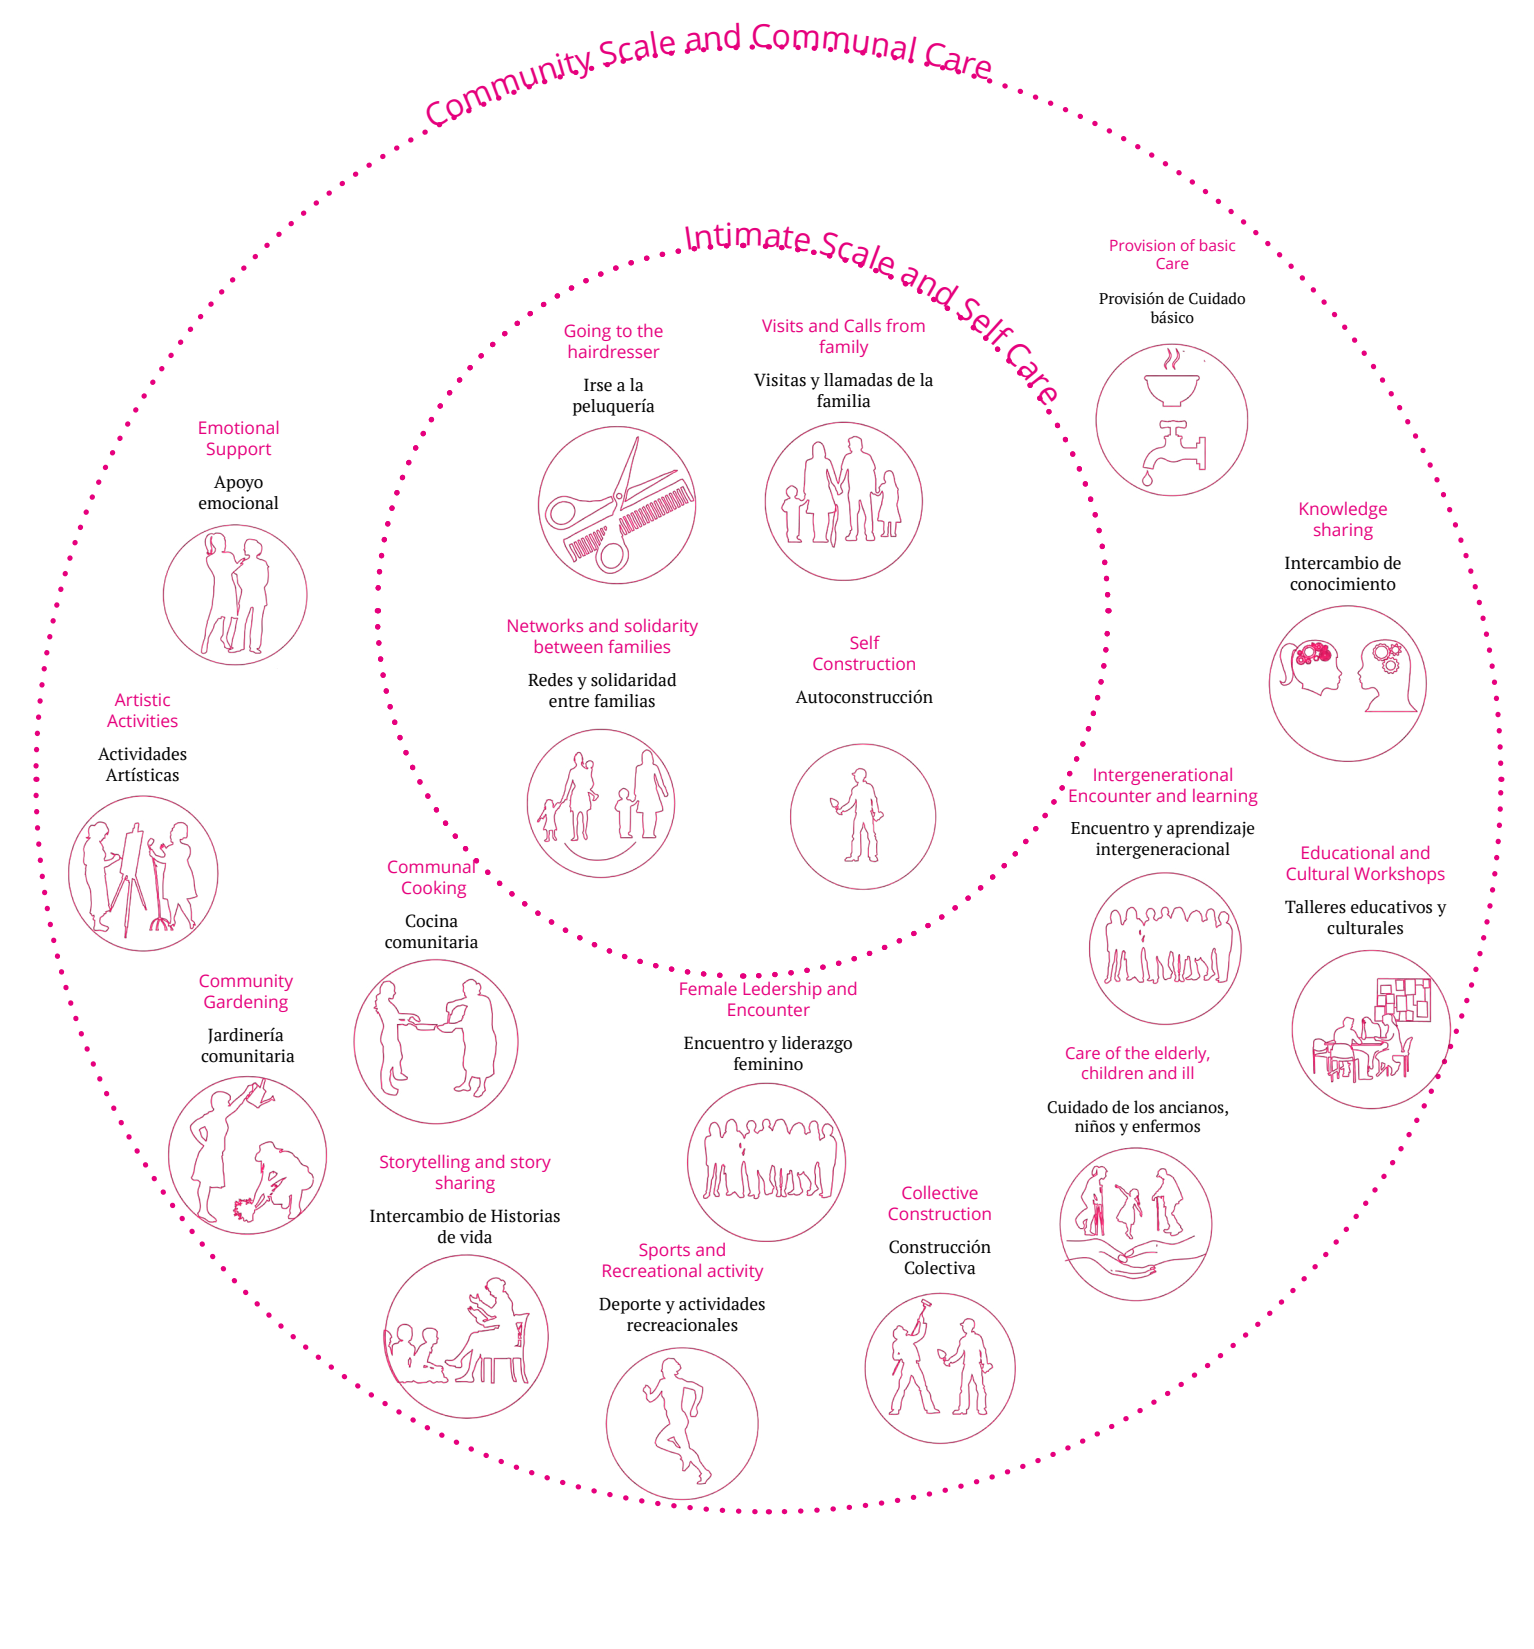 Community Scale and Communal Care
Intimate Scale and Self Care
Provision of basic
Care
Provisión de Cuidado
básico
Going to the
hairdresser
Irse a la
peluquería
Visits and Calls from
family
Visitas y llamadas de la
familia
Emotional
Support
Apoyo
emocional
Knowledge
sharing
Intercambio de
conocimiento
Networks and solidarity
between families
Redes y solidaridad
entre familias
Self
Construction
Autoconstrucción
Artistic
Activities
Actividades
Artísticas
Intergenerational
Encounter and learning
Encuentro y aprendizaje
intergeneracional
Educational and
Cultural Workshops
Talleres educativos y
culturales
Communal
Cooking
Cocina
comunitaria
Community
Gardening
Jardinería
comunitaria
Female Ledership and
Encounter
Encuentro y liderazgo
feminino
Care of the elderly,
children and ill
Cuidado de los ancianos,
niños y enfermos
Storytelling and story
sharing
Intercambio de Historias
de vida
Collective
Construction
Construcción
Colectiva
Sports and
Recreational activity
Deporte y actividades
recreacionales